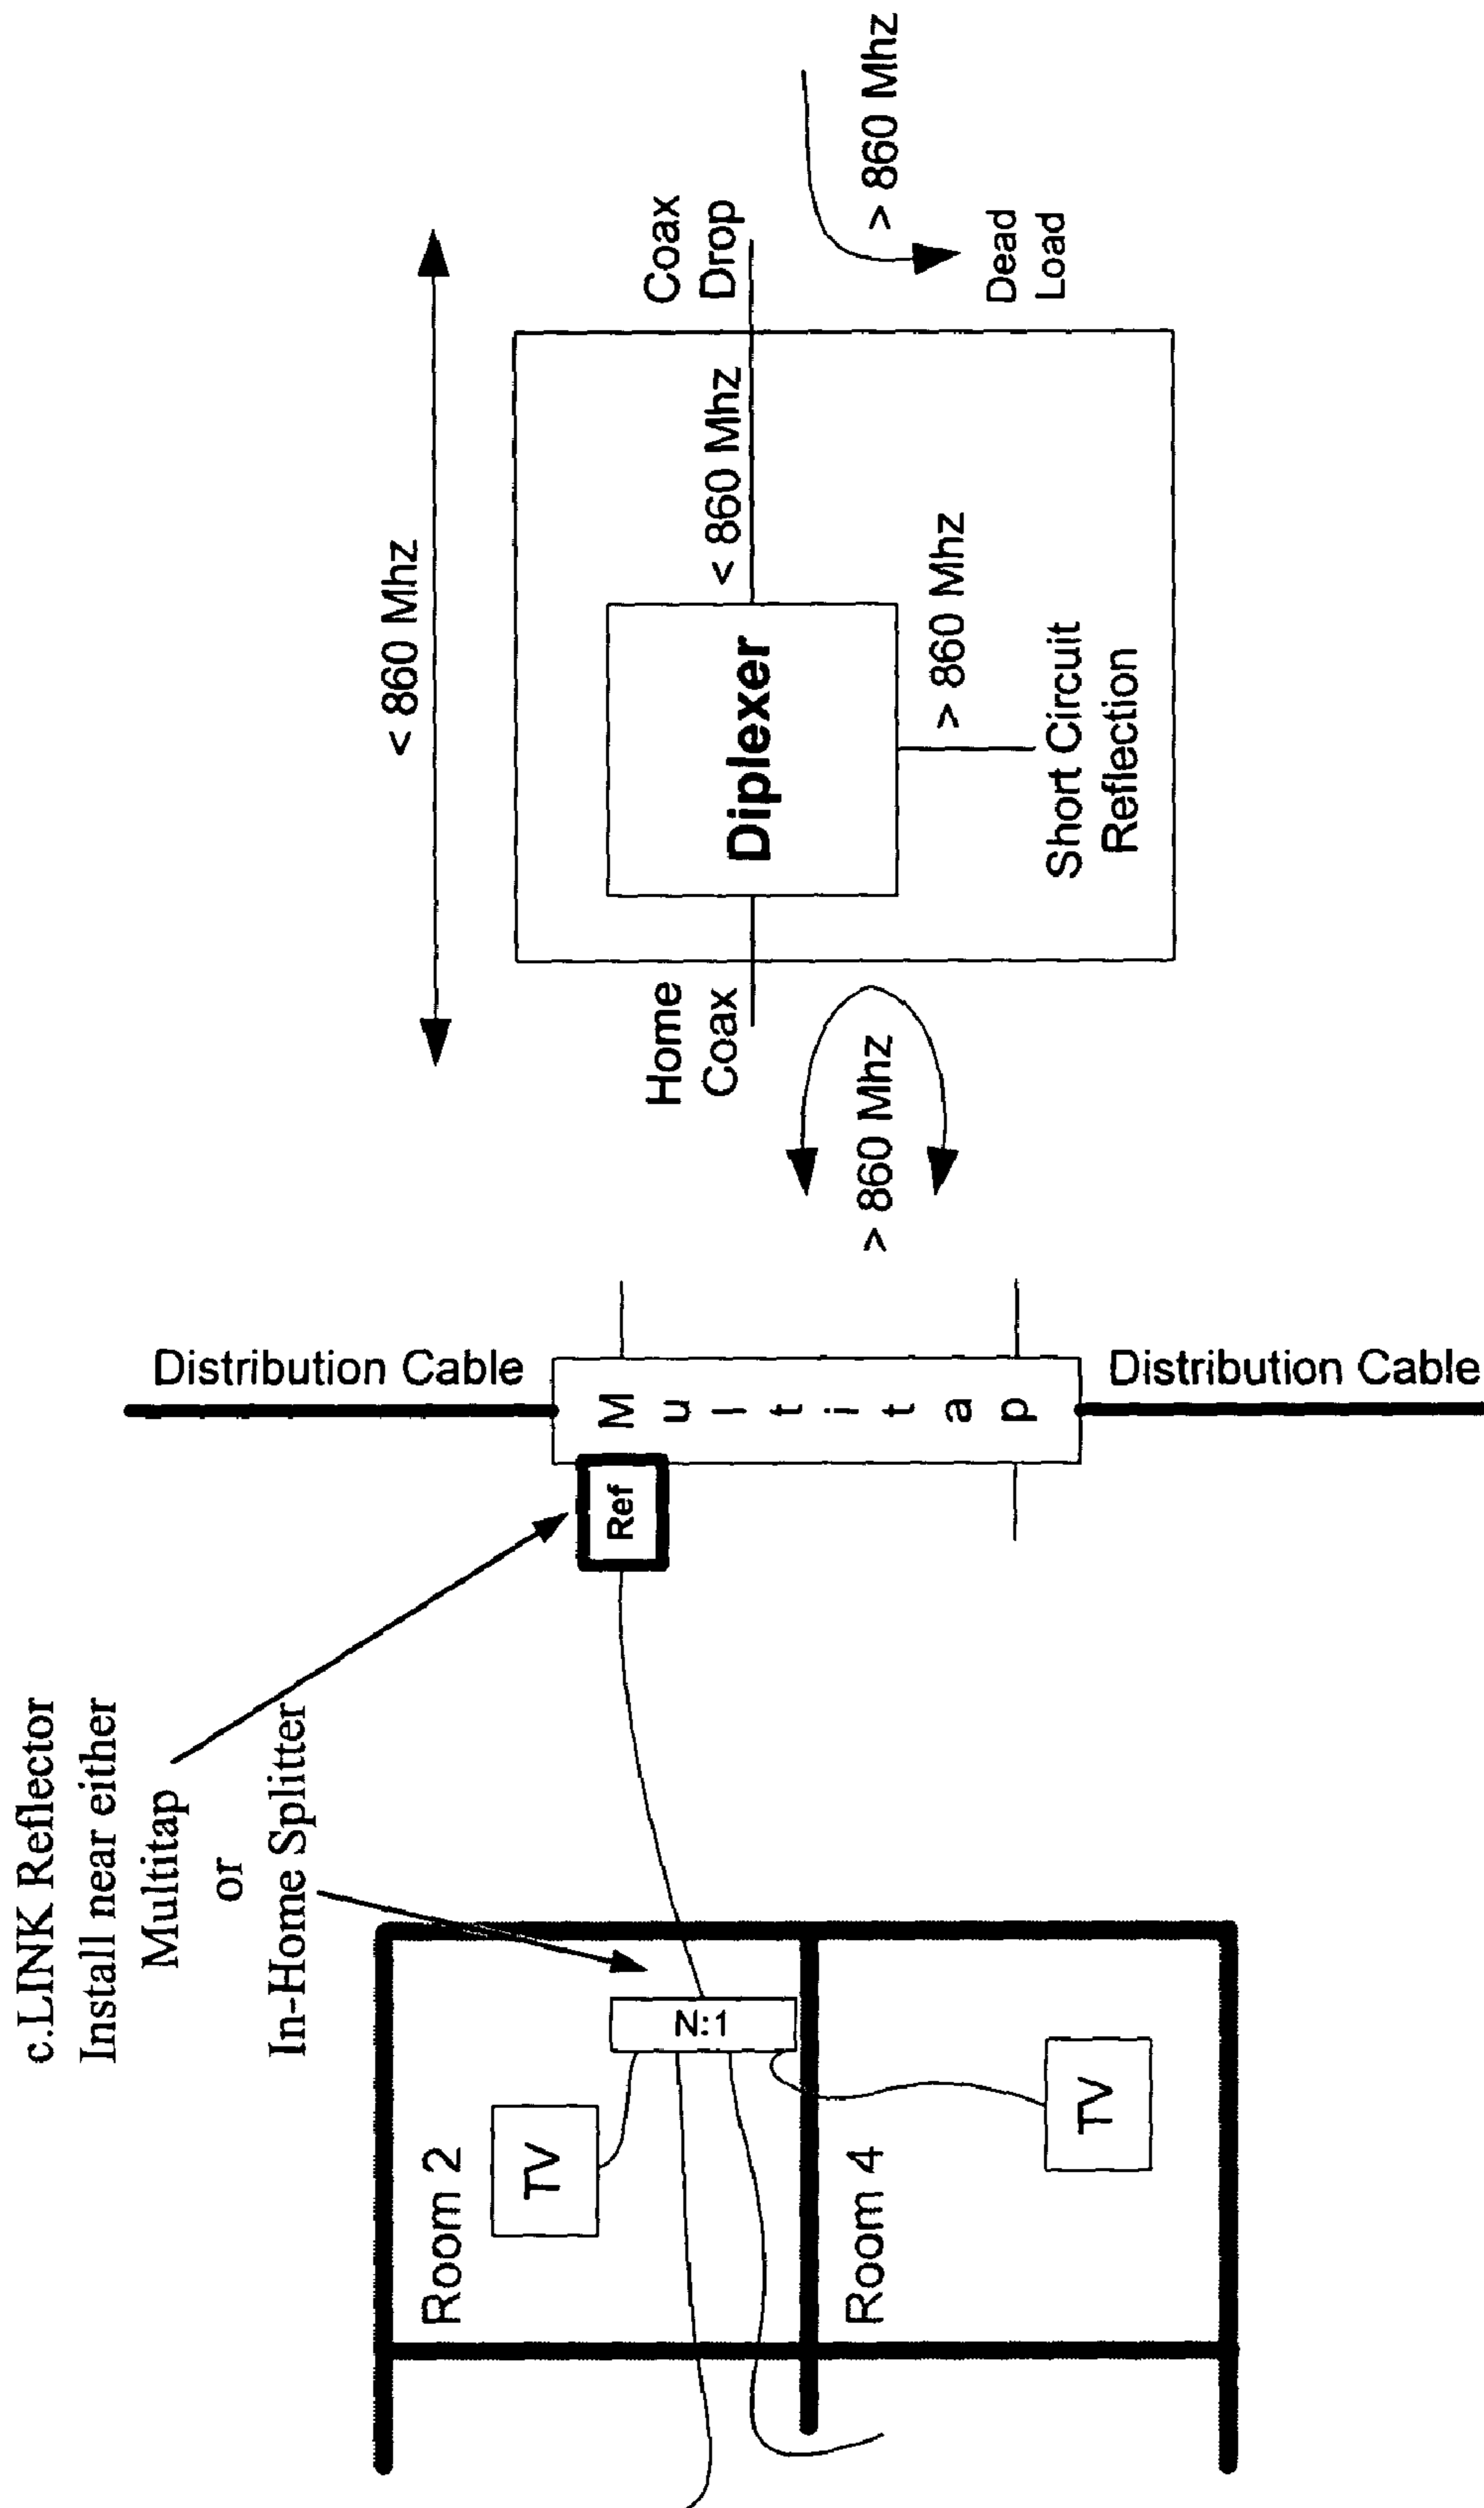 c.LINK Reflector
Install near either
Multitap
or
In-Home Splitter
Room 2
TV
N:1
Room 4
TV
Ref
Distribution Cable
M
u
l
t
i
t
a
p
Distribution Cable
< 860 Mhz
Home
Coax
> 860 Mhz
Diplexer
< 860 Mhz
> 860 Mhz
Short Circuit
Reflection
Coax
Drop
> 860 Mhz
Dead
Load